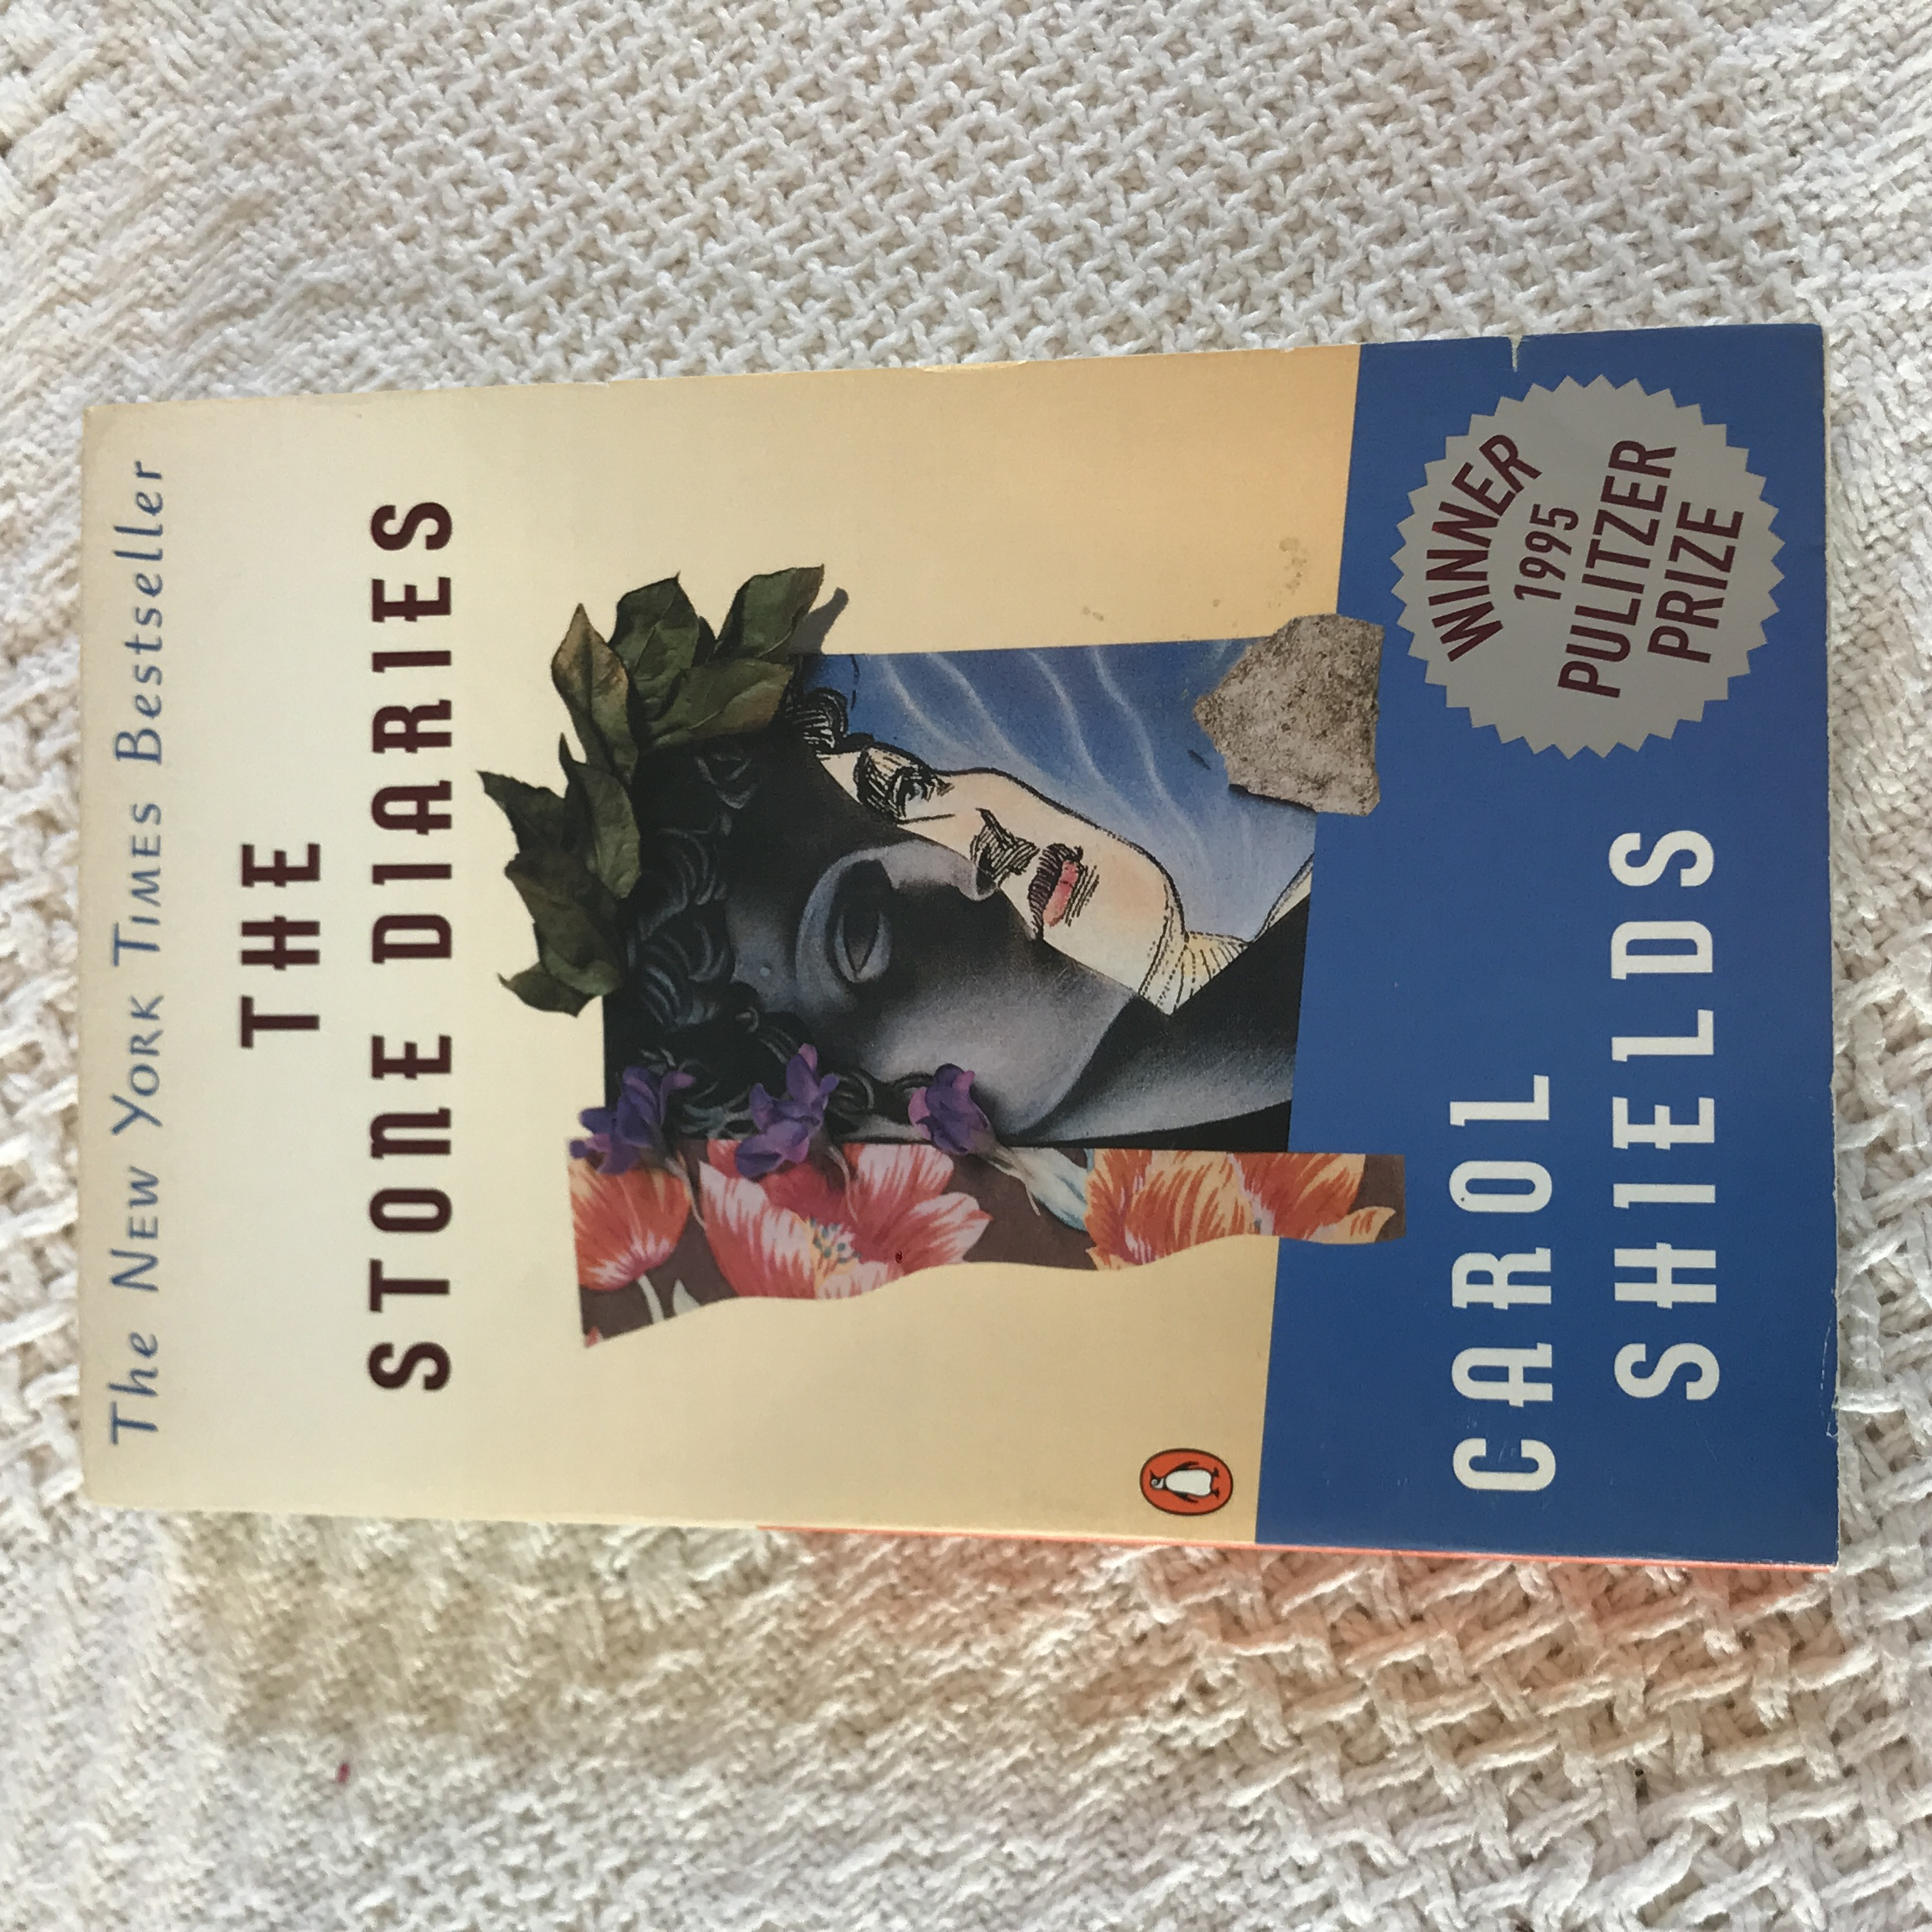 The New York Times Bestseller
THE
STONE DIARIES
CAROL
SHIELDS
WINNER
1995
PULITZER
PRIZE